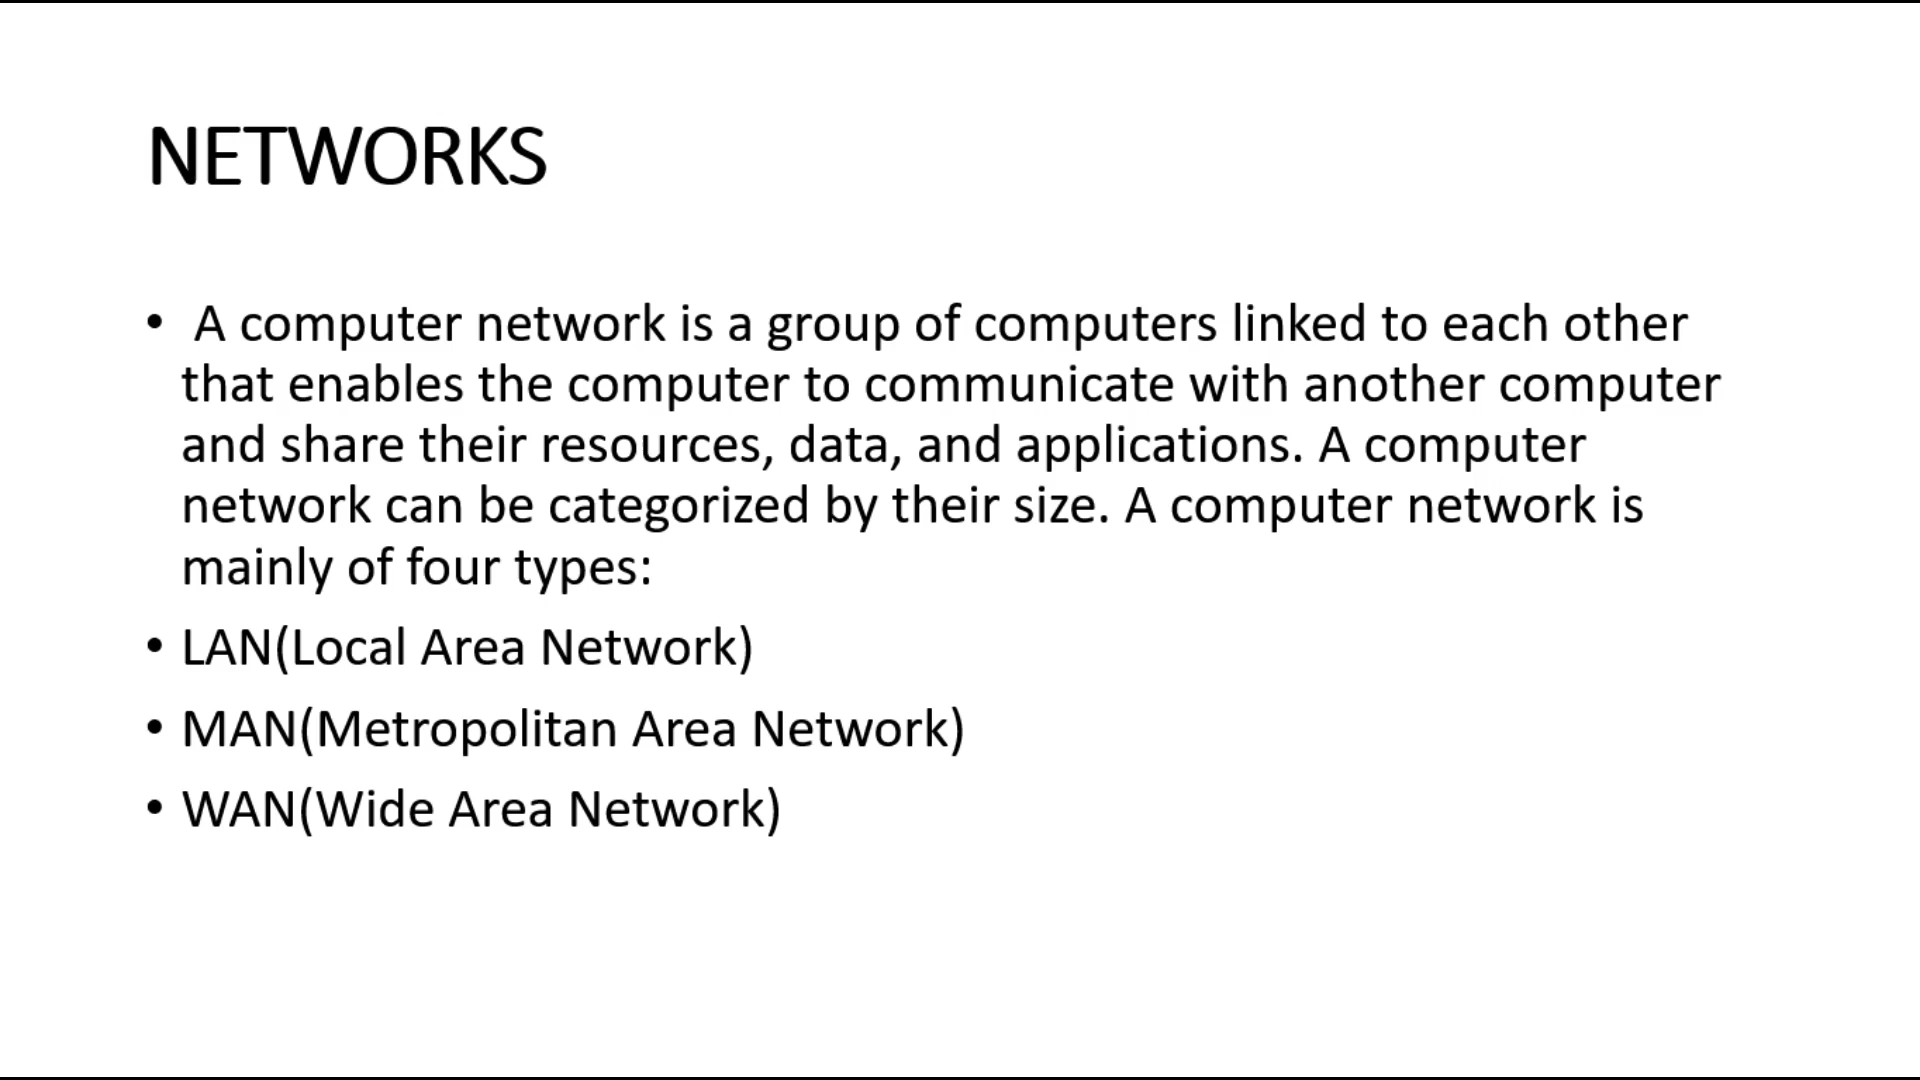 NETWORKS
• A computer network is a group of computers linked to each other
that enables the computer to communicate with another computer
and share their resources, data, and applications. A computer
network can be categorized by their size. A computer network is
mainly of four types:
• LAN(Local Area Network)
• MAN(Metropolitan Area Network)
• WAN(Wide Area Network)